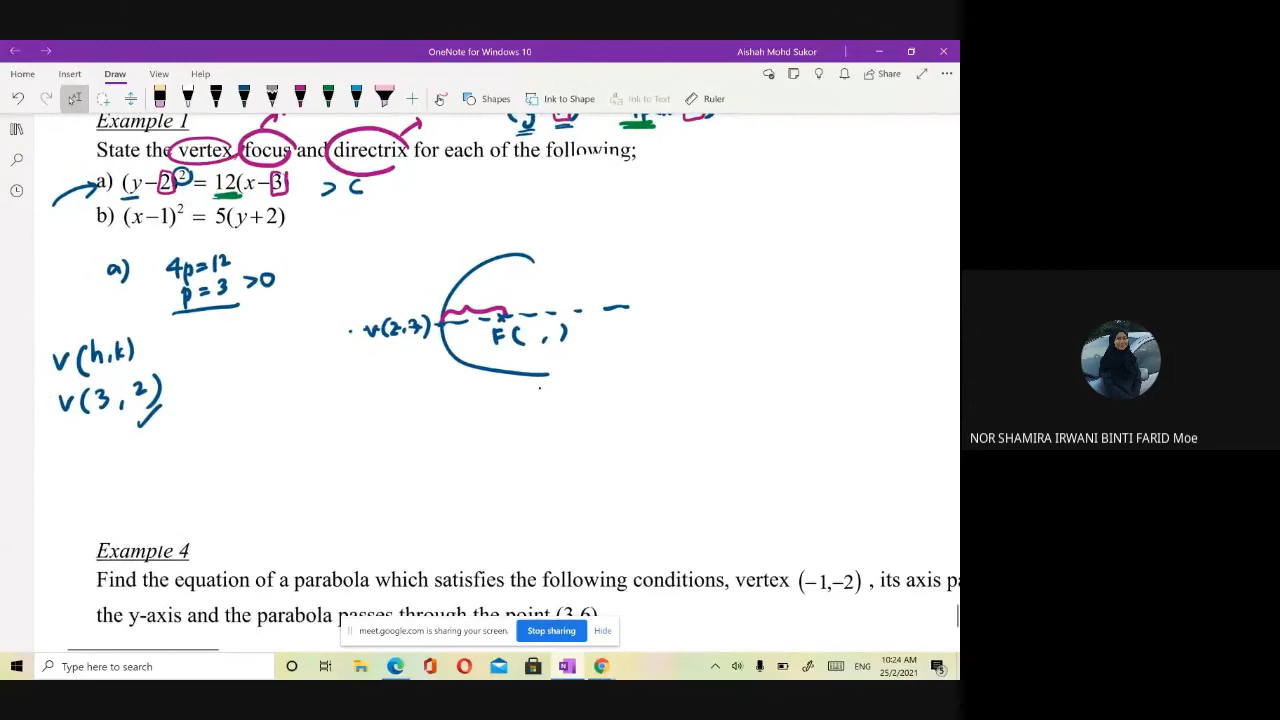 OneNote for Windows 10
Aishah Mohd Sukor
Home Insert Draw View Help
Share
Shapes Ink to Shape Ink to Text Ruler
Example 1
State the vertex, focus and directrix for each of the following;
a) (y−2)² = 12(x−3) > C
b) (x−1)² = 5(y+2)
a) 4p=12
p = 3 >0
V(2,3)
F( , )
V(h,k)
V(3, 2)
NOR SHAMIRA IRWANI BINTI FARID Moe
Example 4
Find the equation of a parabola which satisfies the following conditions, vertex (−1,−2), its axis pa
the y-axis and the parabola passes through the point (3,6)
meet.google.com is sharing your screen. Stop sharing Hide
Type here to search
ENG
10:24 AM
25/2/2021
5